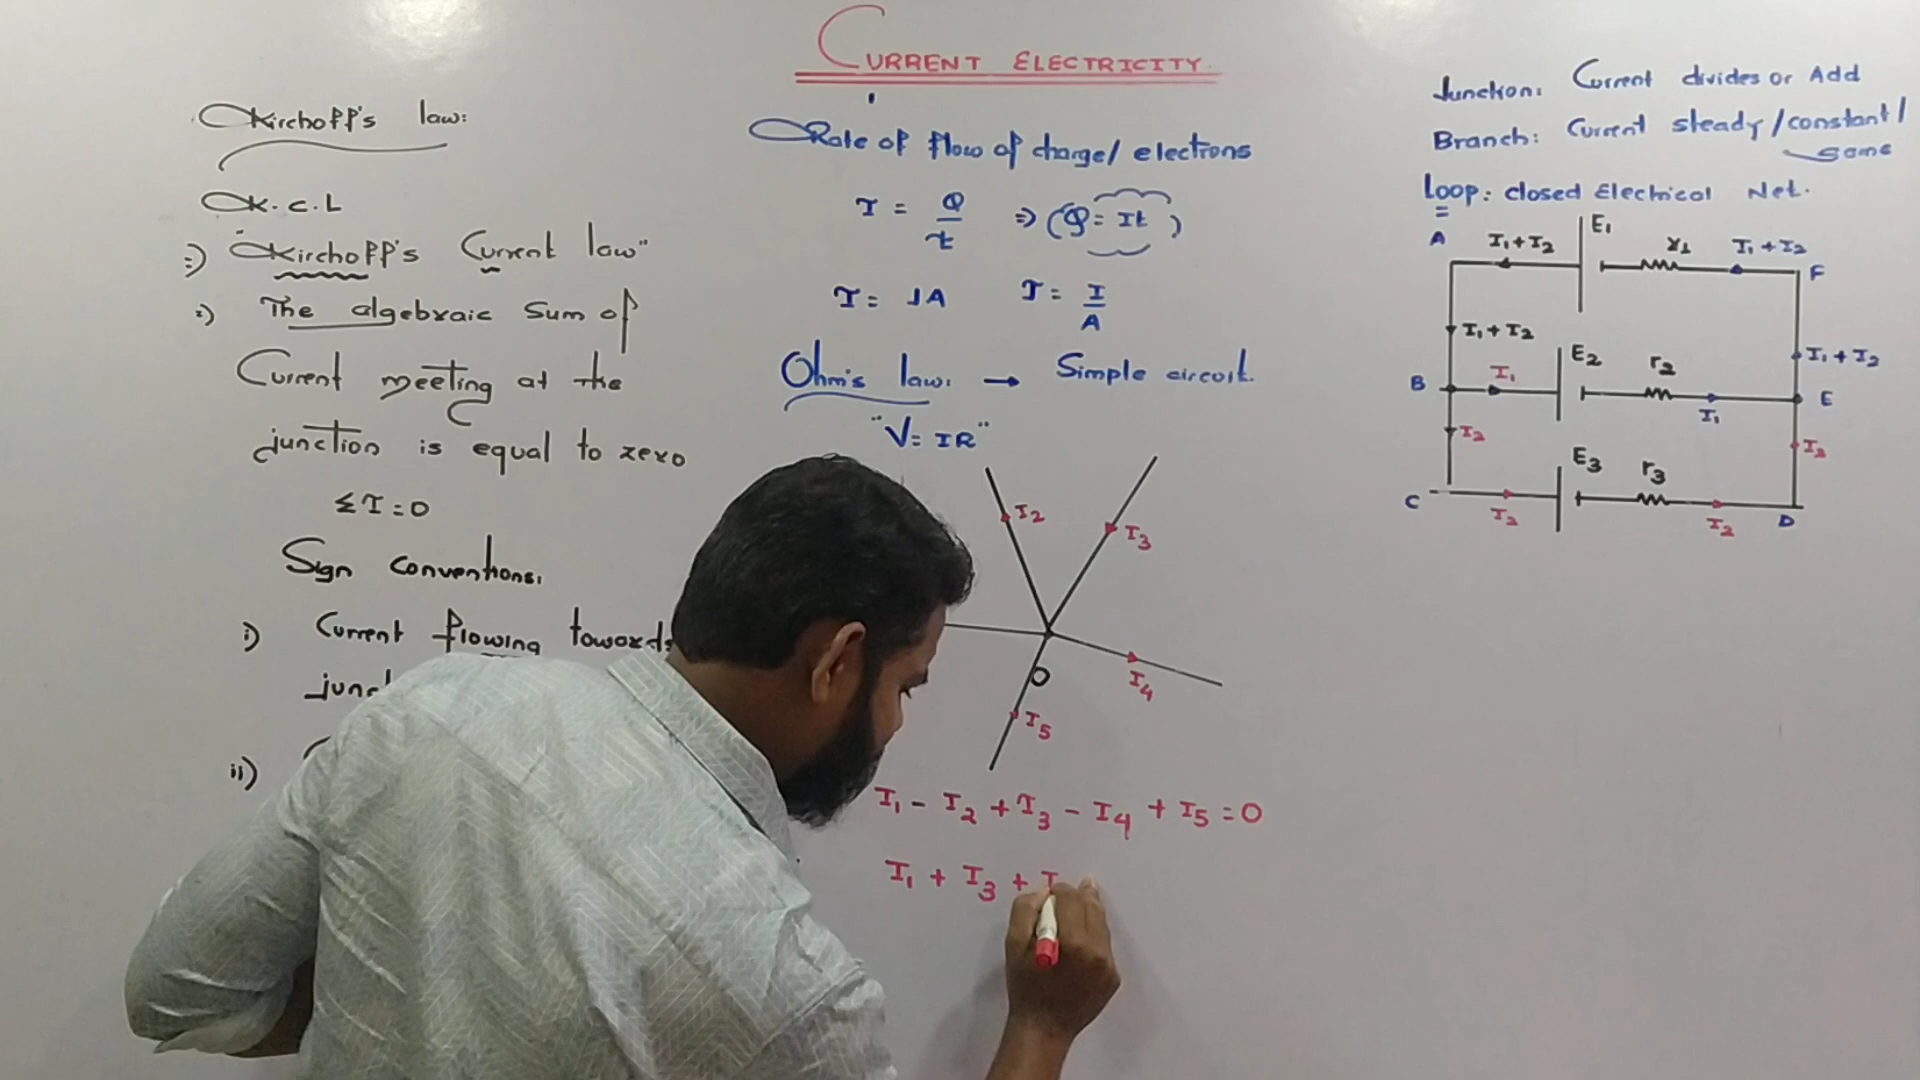 CURRENT ELECTRICITY
Kirchoff's law:
K.C.L
=) "Kirchoff's Current law"
The algebraic sum of
Current meeting at the
junction is equal to zero
ΣI=0
Sign conventions.
i) Current flowing towards
ii)
Rate of flow of charge/ electrons
I = Q/t => (Q = It)
I = JA J = I/A
Ohm's law: → Simple circuit.
"V= IR"
I2
I3
O
I4
I5
I1 - I2 + I3 - I4 + I5 = 0
I1 + I3 + I
Junction: Current divides or Add
Branch: Current steady/constant/
same
Loop: closed Electrical Net.
A I1+I2 E1 r1 I1+I2 F
I1+I2 I1+I2
B I1 E2 r2 I1 E
I2 I2
C I2 E3 r3 I2 D